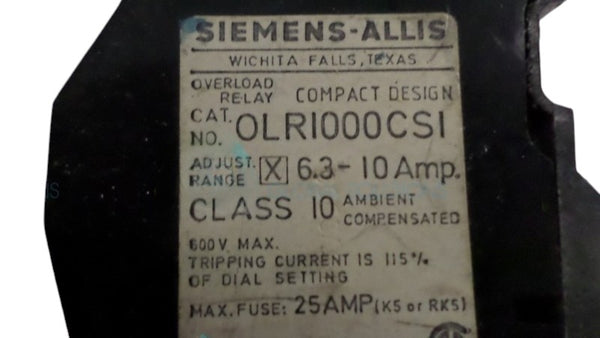 SIEMENS-ALLIS
WICHITA FALLS, TEXAS
OVERLOAD RELAY COMPACT DESIGN
CAT. NO. OLR1000CS1
ADJUST. RANGE [X] 6.3-10 Amp.
CLASS 10 AMBIENT COMPENSATED
600V MAX.
TRIPPING CURRENT IS 115%
OF DIAL SETTING
MAX. FUSE: 25AMP (K5 or RK5)